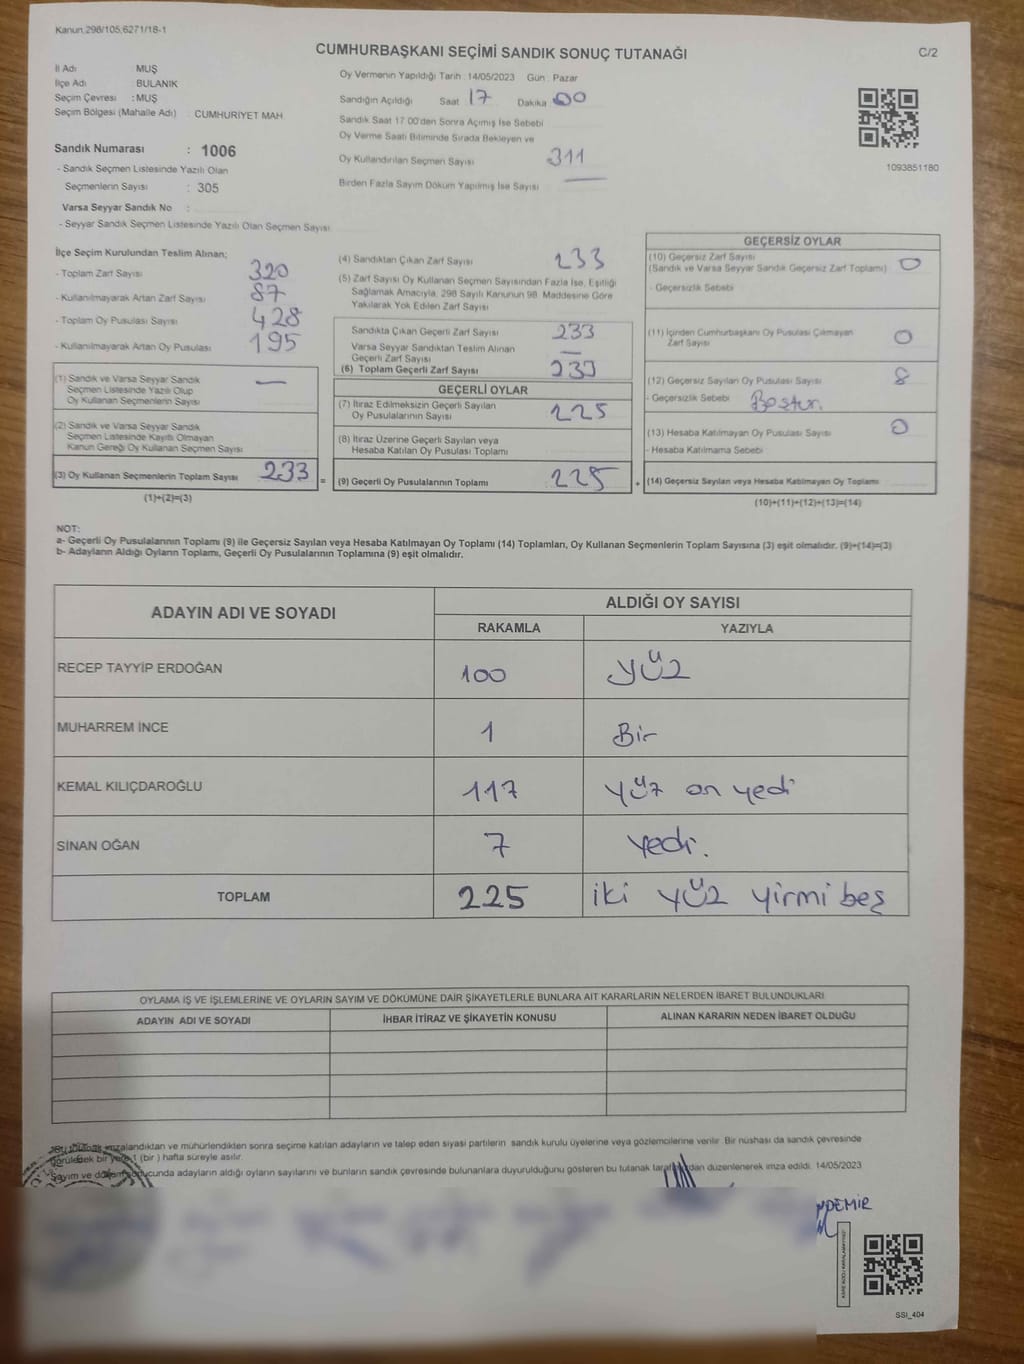 Kanun:298/105,6271/18-1
CUMHURBAŞKANI SEÇİMİ SANDIK SONUÇ TUTANAĞI
C/2
İl Adı MUŞ
İlçe Adı BULANIK
Seçim Çevresi : MUŞ
Seçim Bölgesi (Mahalle Adı) : CUMHURİYET MAH
Sandık Numarası : 1006
- Sandık Seçmen Listesinde Yazılı Olan
Seçmenlerin Sayısı : 305
Varsa Seyyar Sandık No :
- Seyyar Sandık Seçmen Listesinde Yazılı Olan Seçmen Sayısı
Oy Vermenin Yapıldığı Tarih : 14/05/2023 Gün : Pazar
Sandığın Açıldığı Saat 17 Dakika 00
Sandık Saat 17 00'den Sonra Açımış İse Sebebi
Oy Verme Saati Bitiminde Sırada Bekleyen ve
Oy Kullandırılan Seçmen Sayısı 311
Birden Fazla Sayım Döküm Yapılmış İse Sayısı
1093851180
İlçe Seçim Kurulundan Teslim Alınan;
- Toplam Zarf Sayısı 320
- Kullanılmayarak Artan Zarf Sayısı 87
- Toplam Oy Pusulası Sayısı 428
- Kullanılmayarak Artan Oy Pusulası 195
(1) Sandık ve Varsa Seyyar Sandık
Seçmen Listesinde Yazılı Olup
Oy Kullanan Seçmenlerin Sayısı —
(2) Sandık ve Varsa Seyyar Sandık
Seçmen Listesinde Kayıtlı Olmayan
Kanun Gereği Oy Kullanan Seçmen Sayısı
(3) Oy Kullanan Seçmenlerin Toplam Sayısı 233 =
(1)+(2)=(3)
(4) Sandıktan Çıkan Zarf Sayısı 233
(5) Zarf Sayısı Oy Kullanan Seçmen Sayısından Fazla İse, Eşitliği
Sağlamak Amacıyla, 298 Sayılı Kanunun 98. Maddesine Göre
Yakılarak Yok Edilen Zarf Sayısı
Sandıkta Çıkan Geçerli Zarf Sayısı 233
Varsa Seyyar Sandıktan Teslim Alınan
Geçerli Zarf Sayısı —
(6) Toplam Geçerli Zarf Sayısı 233
GEÇERLİ OYLAR
(7) İtiraz Edilmeksizin Geçerli Sayılan
Oy Pusulalarının Sayısı 225
(8) İtiraz Üzerine Geçerli Sayılan veya
Hesaba Katılan Oy Pusulası Toplamı
(9) Geçerli Oy Pusulalarının Toplamı 225 +
GEÇERSİZ OYLAR
(10) Geçersiz Zarf Sayısı
(Sandık ve Varsa Seyyar Sandık Geçersiz Zarf Toplamı) 0
- Geçersizlik Sebebi
(11) İçinden Cumhurbaşkanı Oy Pusulası Çıkmayan
Zarf Sayısı 0
(12) Geçersiz Sayılan Oy Pusulası Sayısı 8
- Geçersizlik Sebebi
(13) Hesaba Katılmayan Oy Pusulası Sayısı 0
- Hesaba Katılmama Sebebi
(14) Geçersiz Sayılan veya Hesaba Katılmayan Oy Toplamı
(10)+(11)+(12)+(13)=(14)
NOT:
a- Geçerli Oy Pusulalarının Toplamı (9) ile Geçersiz Sayılan veya Hesaba Katılmayan Oy Toplamı (14) Toplamları, Oy Kullanan Seçmenlerin Toplam Sayısına (3) eşit olmalıdır. (9)+(14)=(3)
b- Adayların Aldığı Oyların Toplamı, Geçerli Oy Pusulalarının Toplamına (9) eşit olmalıdır.
ADAYIN ADI VE SOYADI ALDIĞI OY SAYISI
RAKAMLA YAZIYLA
RECEP TAYYİP ERDOĞAN 100 yüz
MUHARREM İNCE 1 Bir
KEMAL KILIÇDAROĞLU 117 yüz on yedi
SİNAN OĞAN 7 yedi.
TOPLAM 225 iki yüz yirmi beş
OYLAMA İŞ VE İŞLEMLERİNE VE OYLARIN SAYIM VE DÖKÜMÜNE DAİR ŞİKAYETLERLE BUNLARA AİT KARARLARIN NELERDEN İBARET BULUNDUKLARI
ADAYIN ADI VE SOYADI İHBAR İTİRAZ VE ŞİKAYETİN KONUSU ALINAN KARARIN NEDEN İBARET OLDUĞU
imzalandıktan ve mühürlendikten sonra seçime katılan adayların ve talep eden siyasi partilerin sandık kurulu üyelerine veya gözlemcilerine verilir. Bir nüshası da sandık çevresinde
görülecek bir yere 1 (bir ) hafta süreyle asılır.
Sayım ve döküm sonucunda adayların aldığı oyların sayılarını ve bunların sandık çevresinde bulunanlara duyurulduğunu gösteren bu tutanak tarafımızdan düzenlenerek imza edildi. 14/05/2023
DEMİR
SSI_404